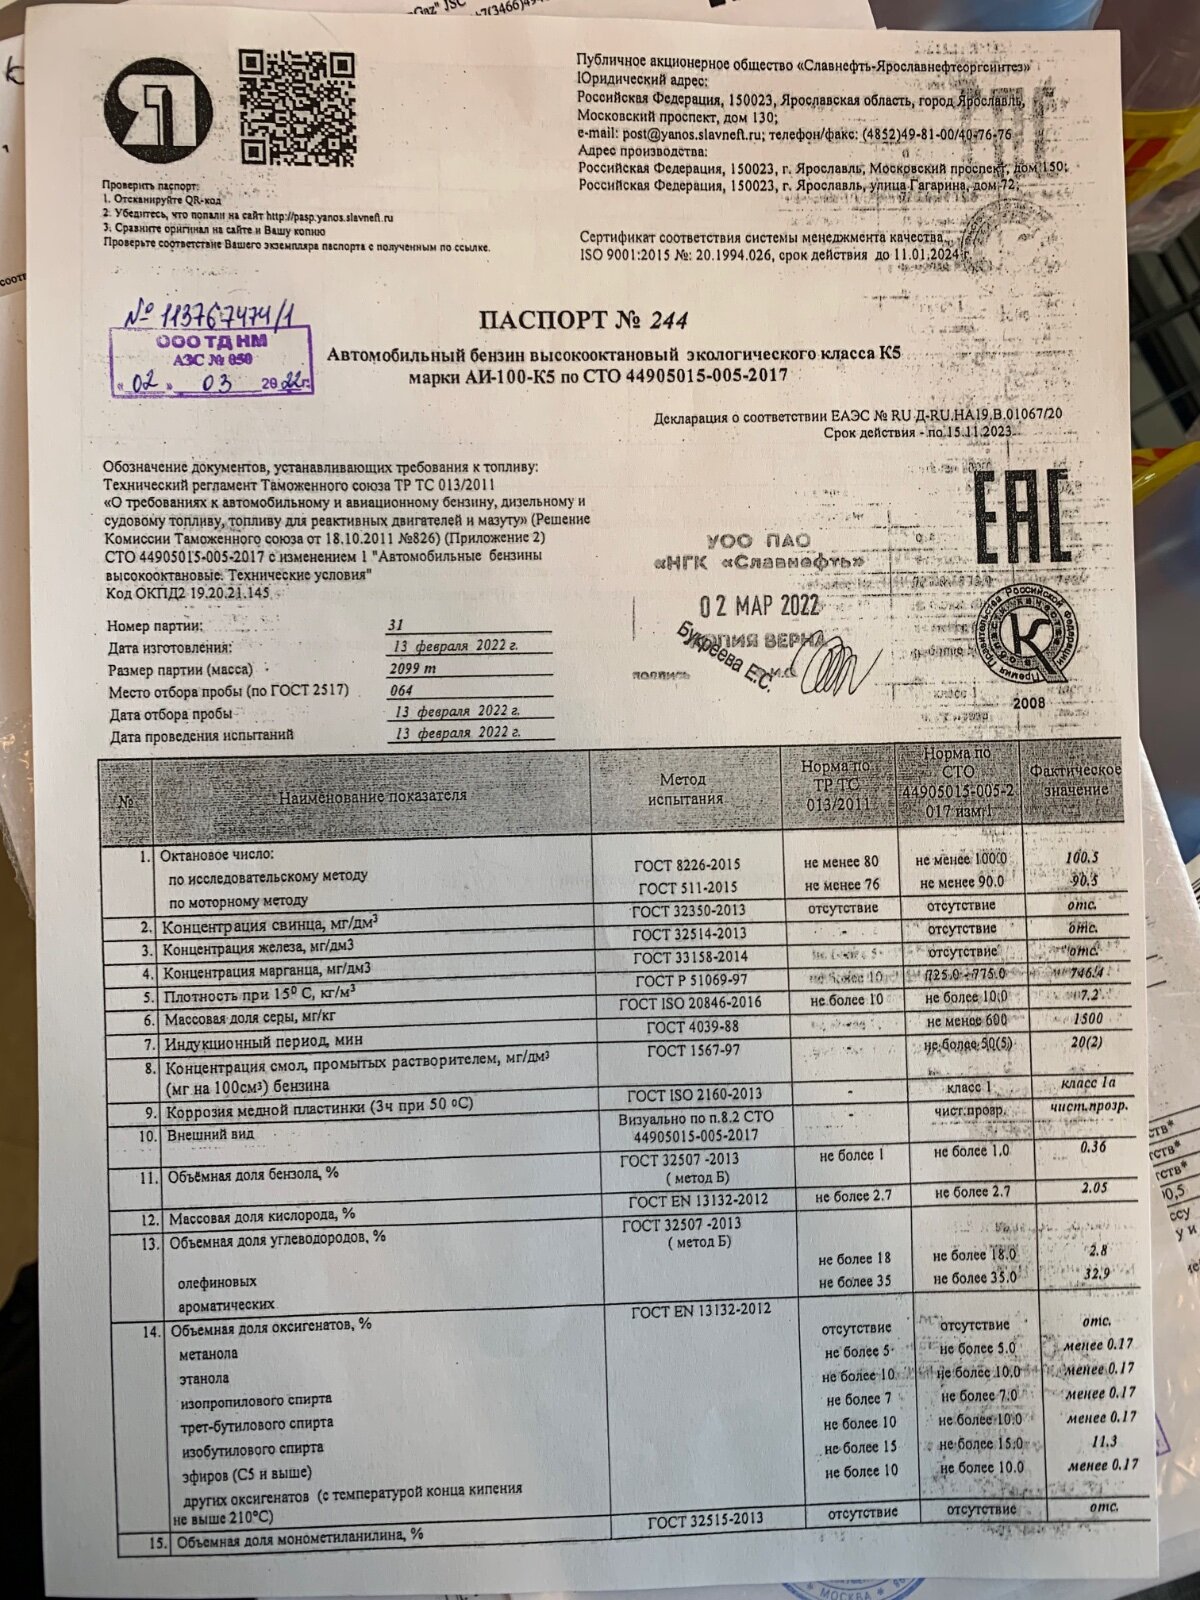 Gaz" JSC
Публичное акционерное общество «Славнефть-Ярославнефтеоргсинтез»
Юридический адрес:
Российская Федерация, 150023, Ярославская область, город Ярославль,
Московский проспект, дом 130;
e-mail: post@yanos.slavneft.ru; телефон/факс: (4852)49-81-00/40-76-76
Адрес производства:
Российская Федерация, 150023, г. Ярославль, Московский проспект, дом 150;
Российская Федерация, 150023, г. Ярославль, улица Гагарина, дом 72;
Проверить паспорт:
1. Отсканируйте QR-код
2. Убедитесь, что попали на сайт http://pasp.yanos.slavneft.ru
3. Сравните оригинал на сайте и Вашу копию
Проверьте соответствие Вашего экземпляра паспорта с полученным по ссылке.
Сертификат соответствия системы менеджмента качества
ISO 9001:2015 №: 20.1994.026, срок действия до 11.01.2024 г.
№ 113767474/1
ООО ТД НМ
АЗС № 050
« 02 » 03 2022г.
ПАСПОРТ № 244
Автомобильный бензин высокооктановый экологического класса К5
марки АИ-100-К5 по СТО 44905015-005-2017
Декларация о соответствии ЕАЭС № RU Д-RU.НА19.В.01067/20
Срок действия - по 15.11.2023
Обозначение документов, устанавливающих требования к топливу:
Технический регламент Таможенного союза ТР ТС 013/2011
«О требованиях к автомобильному и авиационному бензину, дизельному и
судовому топливу, топливу для реактивных двигателей и мазуту» (Решение
Комиссии Таможенного союза от 18.10.2011 №826) (Приложение 2)
СТО 44905015-005-2017 с изменением 1 "Автомобильные бензины
высокооктановые. Технические условия"
Код ОКПД2 19.20.21.145
ЕАС
УОО ПАО
«НГК «Славнефть»
02 МАР 2022
КОПИЯ ВЕРНА
Букреева Е.С.
подпись Ф.И.О.
Премия Правительства Российской Федерации
2008
Номер партии: 31
Дата изготовления: 13 февраля 2022 г.
Размер партии (масса) 2099 т
Место отбора пробы (по ГОСТ 2517) 064
Дата отбора пробы 13 февраля 2022 г.
Дата проведения испытаний 13 февраля 2022 г.
№ Наименование показателя Метод испытания Норма по ТР ТС 013/2011 Норма по СТО 44905015-005-2017 изм.1 Фактическое значение
1. Октановое число:
по исследовательскому методу ГОСТ 8226-2015 не менее 80 не менее 100.0 100.5
по моторному методу ГОСТ 511-2015 не менее 76 не менее 90.0 90.5
2. Концентрация свинца, мг/дм³ ГОСТ 32350-2013 отсутствие отсутствие отс.
3. Концентрация железа, мг/дм3 ГОСТ 32514-2013 - отсутствие отс.
4. Концентрация марганца, мг/дм3 ГОСТ 33158-2014 отсутствие отс.
5. Плотность при 15⁰ С, кг/м³ ГОСТ Р 51069-97 725.0 - 775.0 746.4
6. Массовая доля серы, мг/кг ГОСТ ISO 20846-2016 не более 10 не более 10.0 7.2
7. Индукционный период, мин ГОСТ 4039-88 не менее 600 1500
8. Концентрация смол, промытых растворителем, мг/дм³ ГОСТ 1567-97 - не более 50(5) 20(2)
(мг на 100см³) бензина
9. Коррозия медной пластинки (3ч при 50 ⁰С) ГОСТ ISO 2160-2013 - класс 1 класс 1а
10. Внешний вид Визуально по п.8.2 СТО 44905015-005-2017 - чист.прозр. чист.прозр.
11. Объёмная доля бензола, % ГОСТ 32507 -2013 (метод Б) не более 1 не более 1.0 0.36
12. Массовая доля кислорода, % ГОСТ EN 13132-2012 не более 2.7 не более 2.7 2.05
13. Объемная доля углеводородов, % ГОСТ 32507 -2013 (метод Б)
олефиновых не более 18 не более 18.0 2.8
ароматических не более 35 не более 35.0 32.9
14. Объемная доля оксигенатов, % ГОСТ EN 13132-2012
метанола отсутствие отсутствие отс.
этанола не более 5 не более 5.0 менее 0.17
изопропилового спирта не более 10 не более 10.0 менее 0.17
трет-бутилового спирта не более 7 не более 7.0 менее 0.17
изобутилового спирта не более 10 не более 10.0 менее 0.17
эфиров (С5 и выше) не более 15 не более 15.0 11.3
других оксигенатов (с температурой конца кипения не более 10 не более 10.0 менее 0.17
не выше 210°С)
15. Объемная доля монометиланилина, % ГОСТ 32515-2013 отсутствие отсутствие отс.
* МОСКВА *